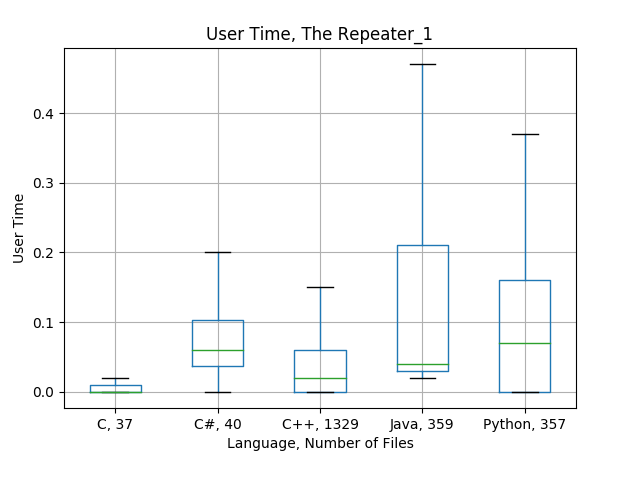 User Time, The Repeater_1
User Time
0.4
0.3
0.2
0.1
0.0
C, 37 C#, 40 C++, 1329 Java, 359 Python, 357
Language, Number of Files